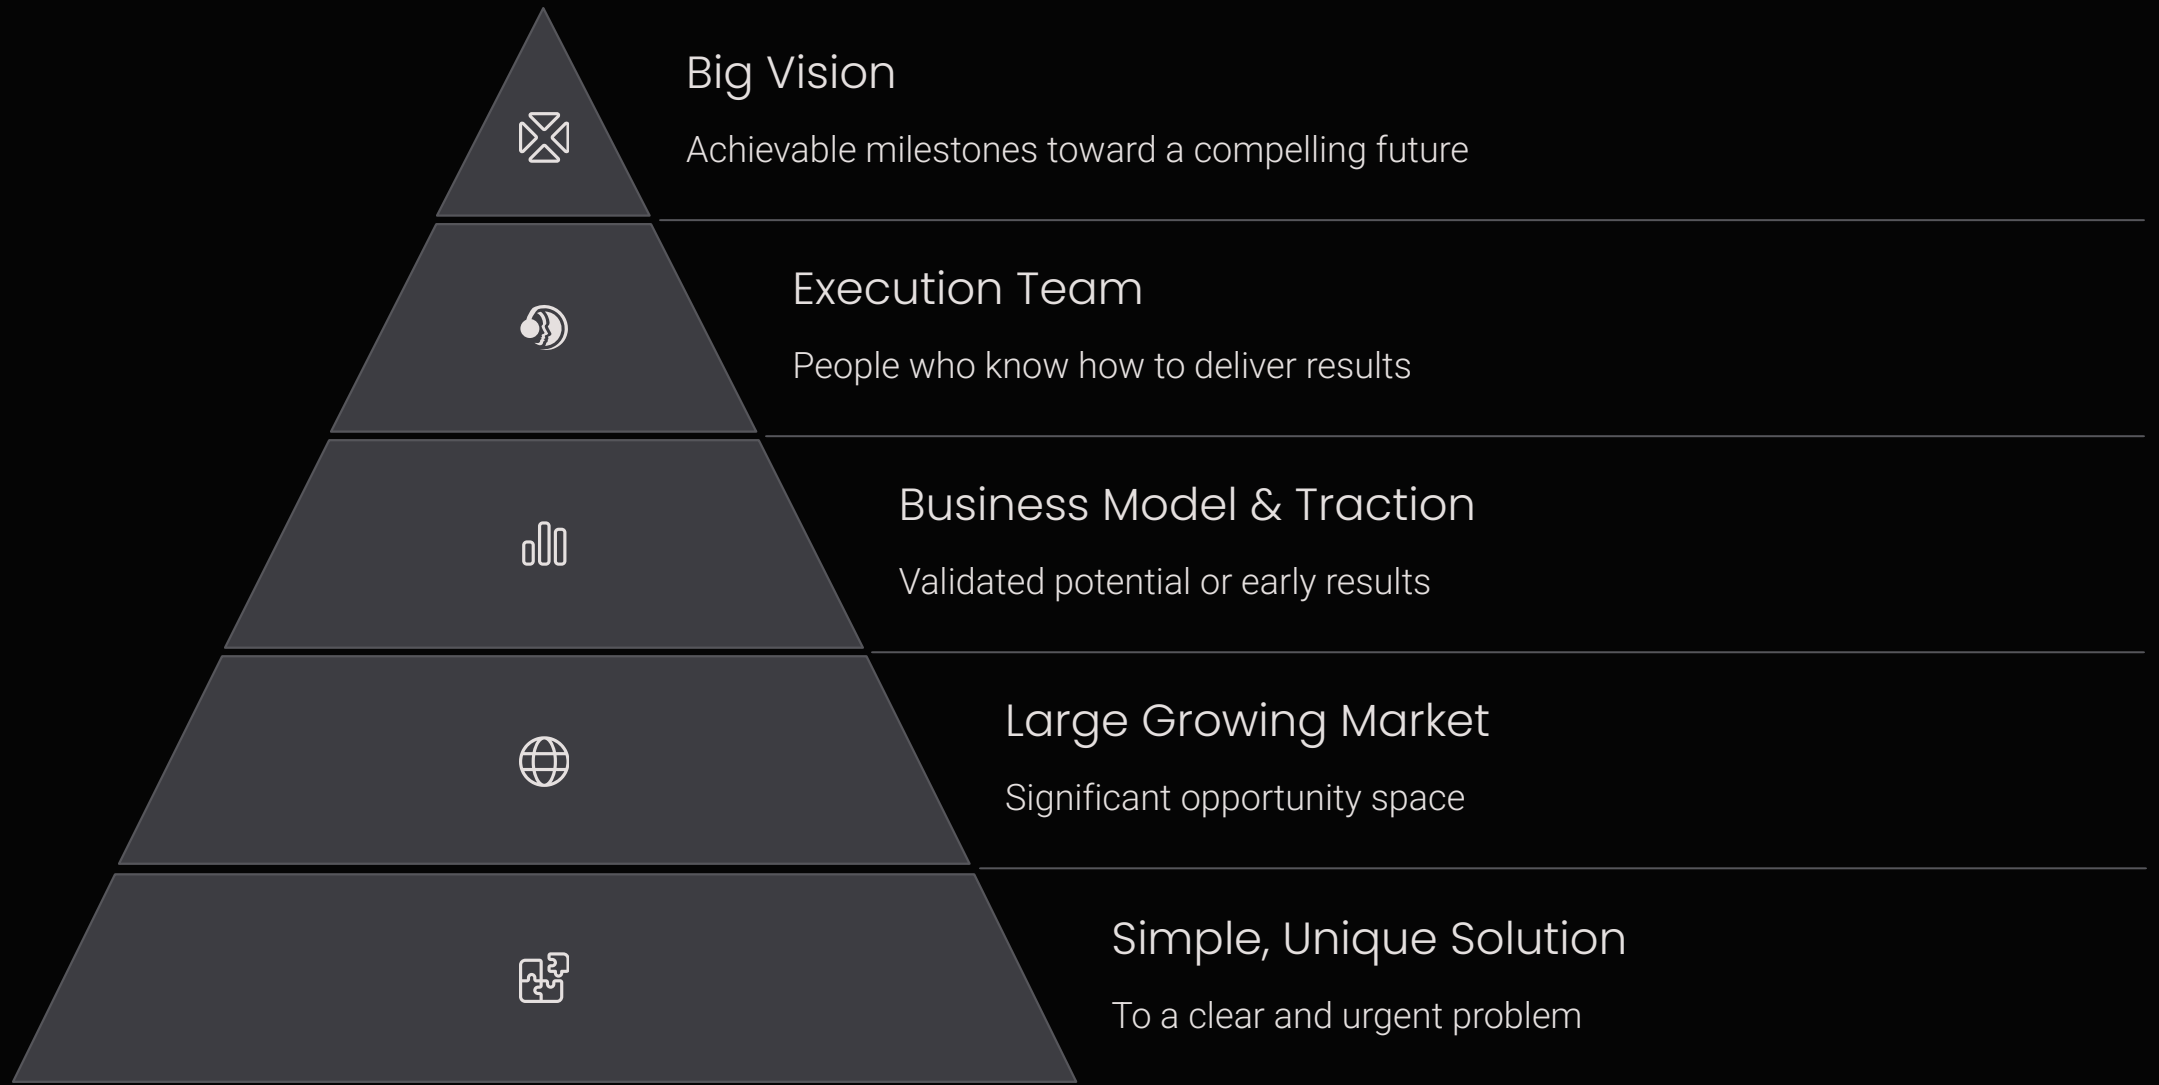 Big Vision
Achievable milestones toward a compelling future
Execution Team
People who know how to deliver results
Business Model & Traction
Validated potential or early results
Large Growing Market
Significant opportunity space
Simple, Unique Solution
To a clear and urgent problem